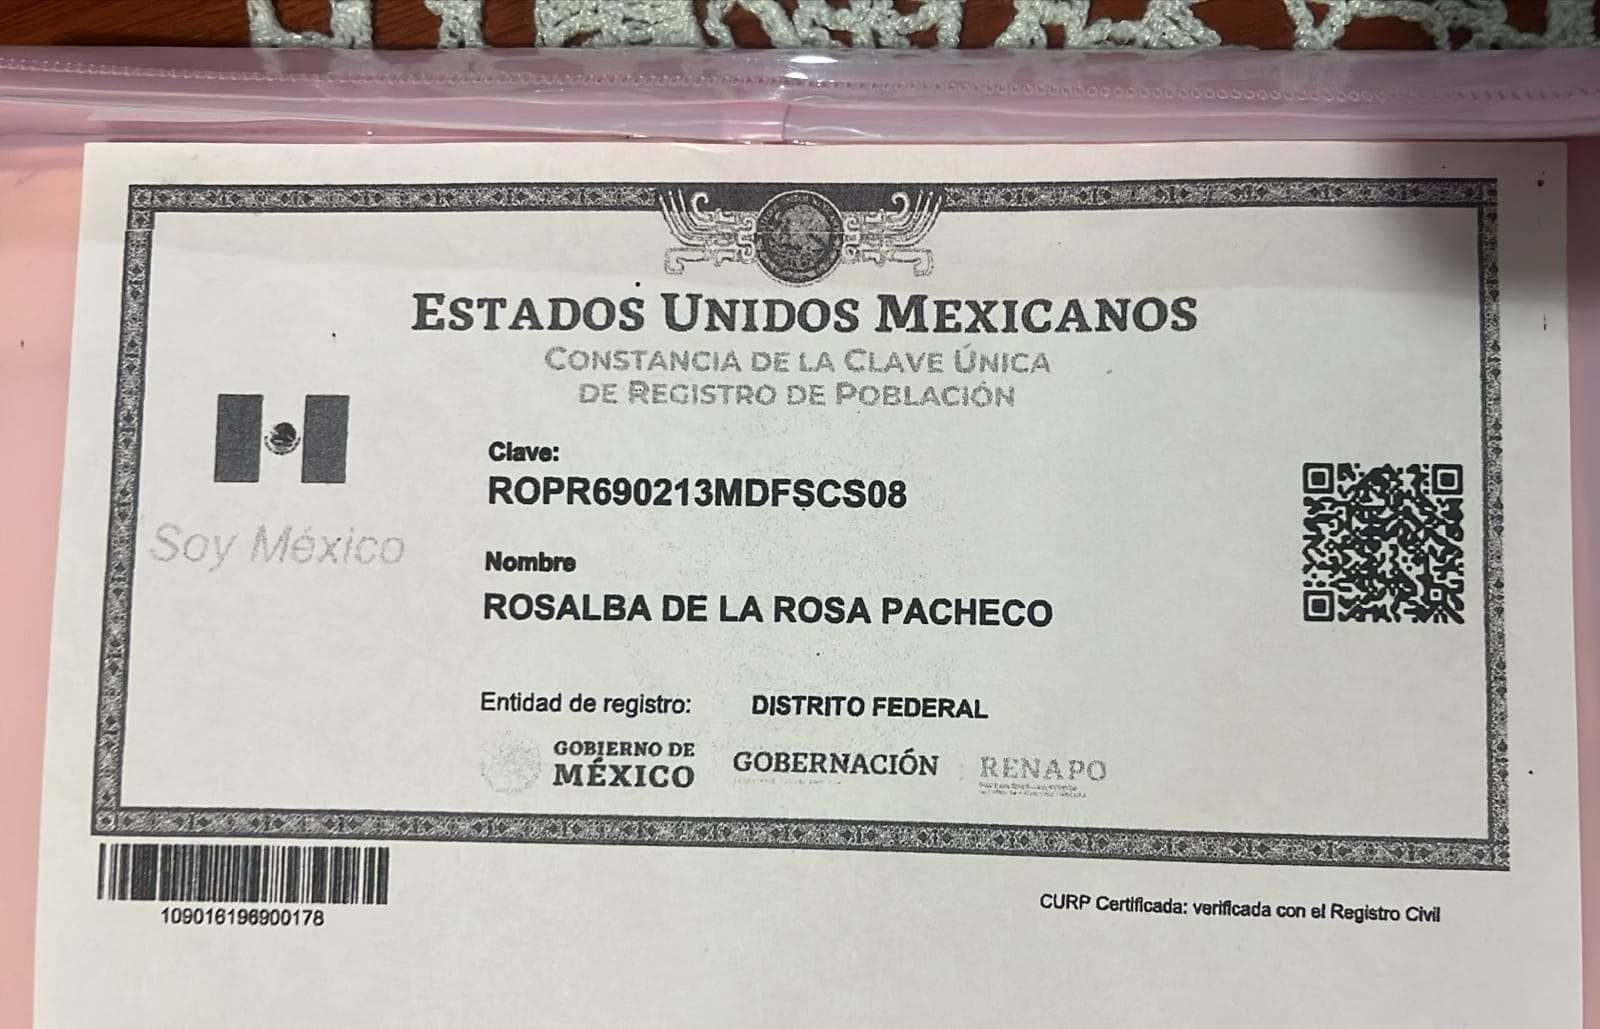 ESTADOS UNIDOS MEXICANOS
CONSTANCIA DE LA CLAVE ÚNICA
DE REGISTRO DE POBLACIÓN
Soy México
Clave:
ROPR690213MDFSCS08
Nombre
ROSALBA DE LA ROSA PACHECO
Entidad de registro: DISTRITO FEDERAL
GOBIERNO DE
MÉXICO
GOBERNACIÓN
RENAPO
109016196900178
CURP Certificada: verificada con el Registro Civil